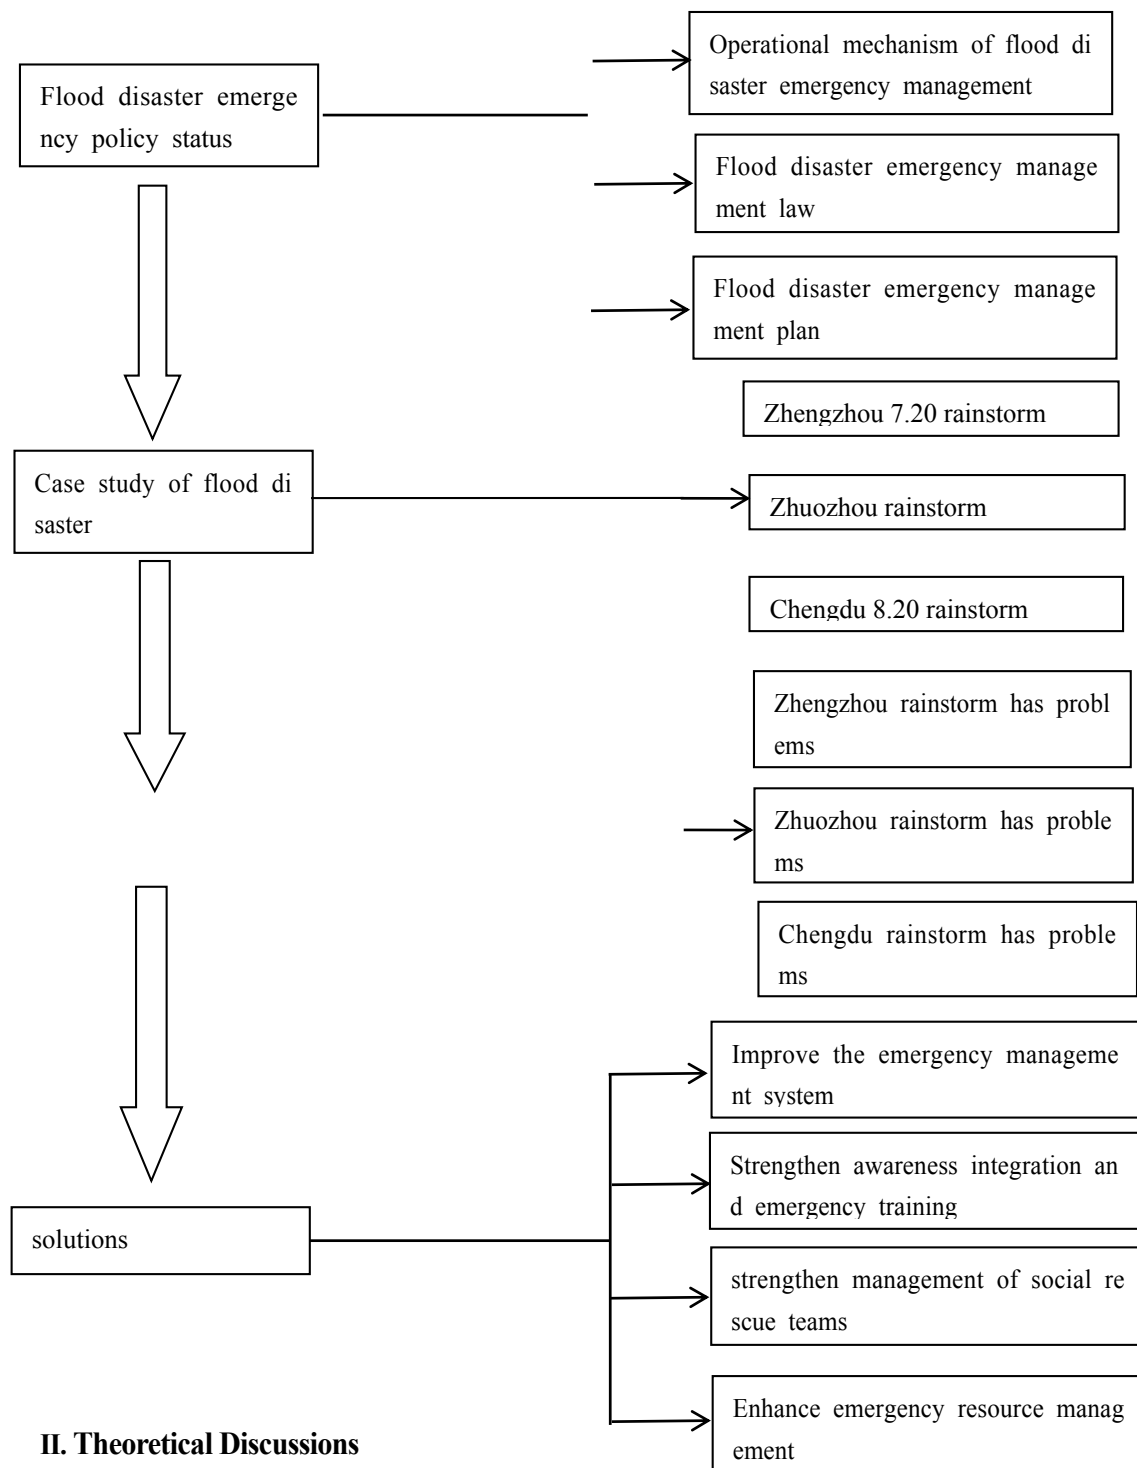 Operational mechanism of flood di
saster emergency management
Flood disaster emerge
ncy policy status
Flood disaster emergency manage
ment law
Flood disaster emergency manage
ment plan
Zhengzhou 7.20 rainstorm
Case study of flood di
saster
Zhuozhou rainstorm
Chengdu 8.20 rainstorm
Zhengzhou rainstorm has probl
ems
Zhuozhou rainstorm has proble
ms
Chengdu rainstorm has proble
ms
Improve the emergency manageme
nt system
Strengthen awareness integration an
d emergency training
solutions
strengthen management of social re
scue teams
Enhance emergency resource manag
ement
II. Theoretical Discussions